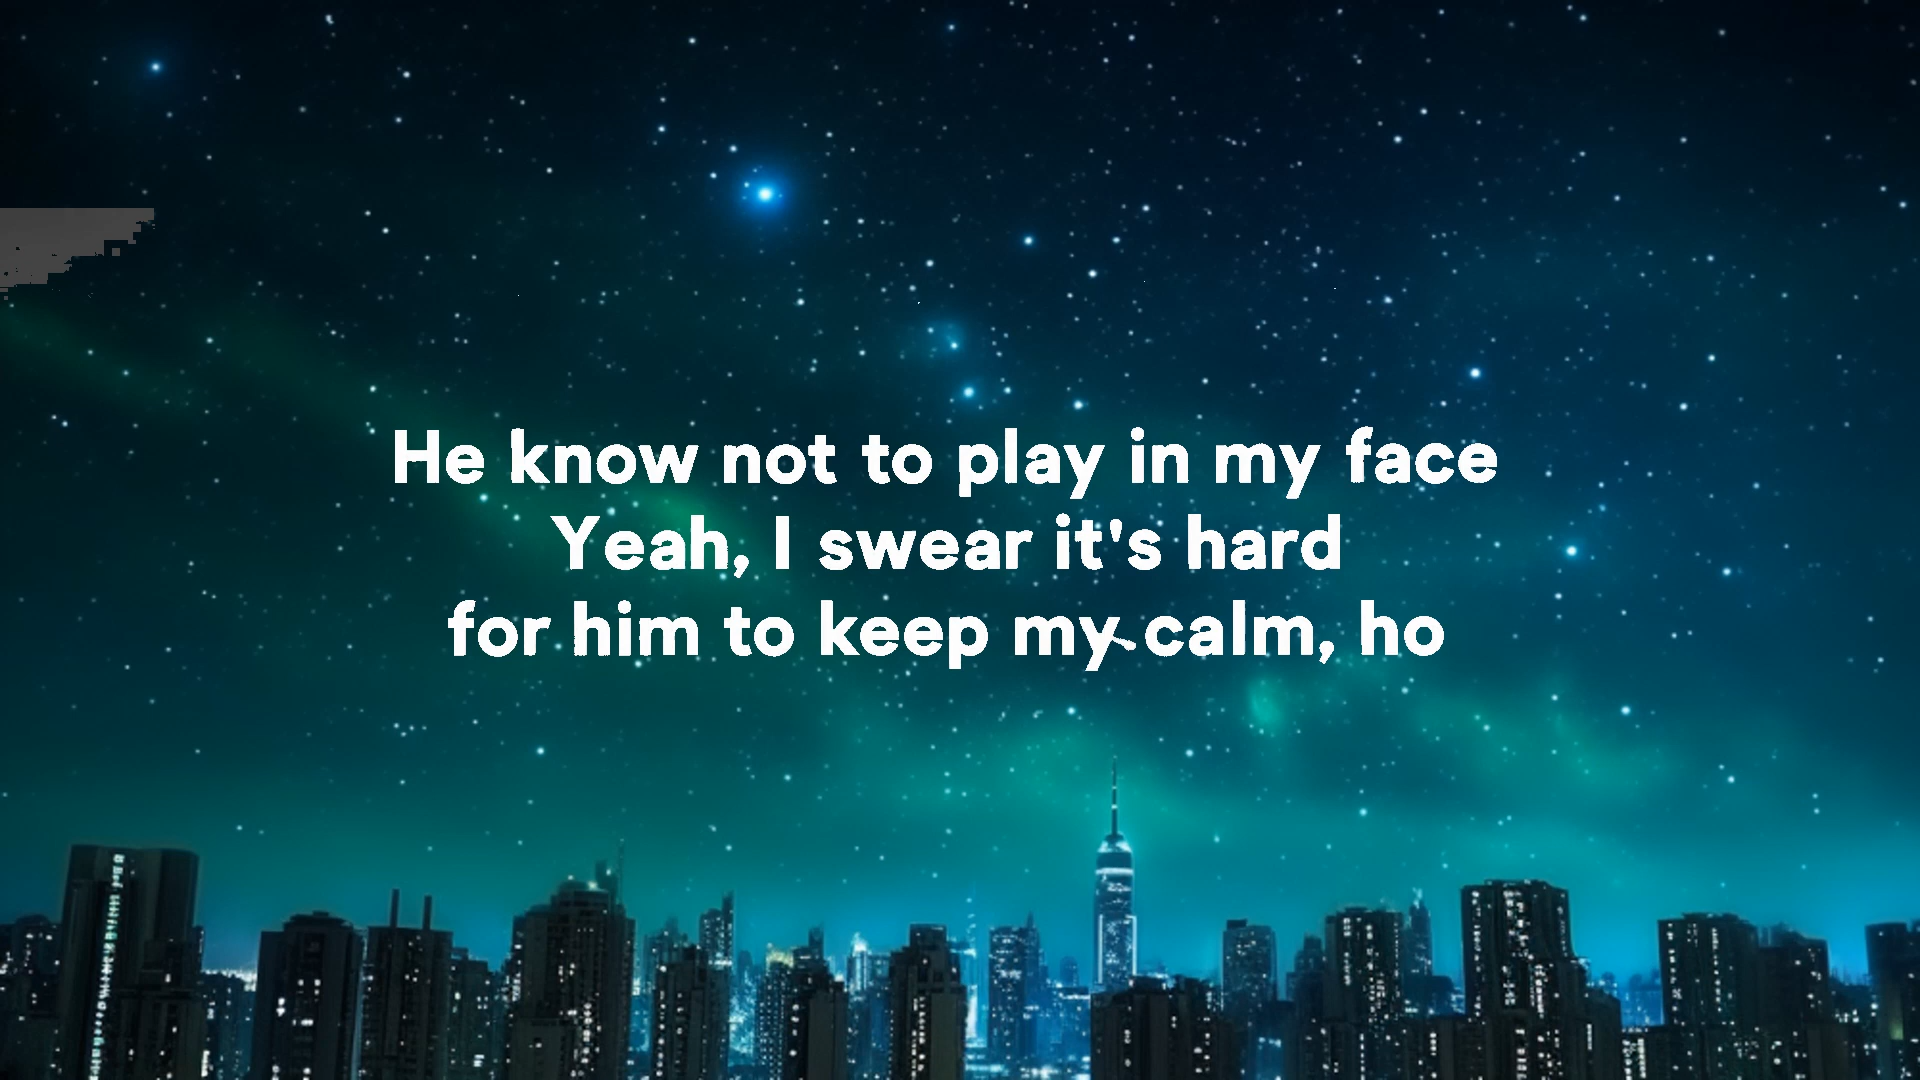 He know not to play in my face
Yeah, I swear it's hard
for him to keep my calm, ho